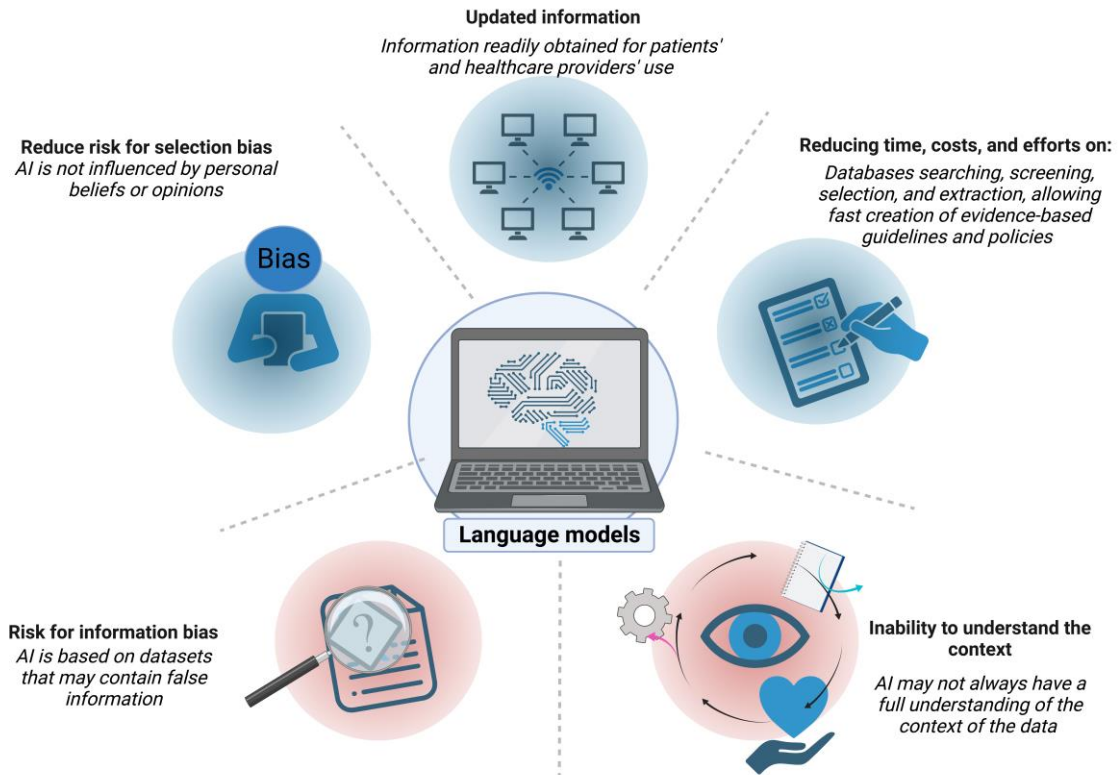 Updated information
Information readily obtained for patients'
and healthcare providers' use
Reduce risk for selection bias
AI is not influenced by personal
beliefs or opinions
Bias
Reducing time, costs, and efforts on:
Databases searching, screening,
selection, and extraction, allowing
fast creation of evidence-based
guidelines and policies
Language models
Risk for information bias
AI is based on datasets
that may contain false
information
?
Inability to understand the
context
AI may not always have a
full understanding of the
context of the data